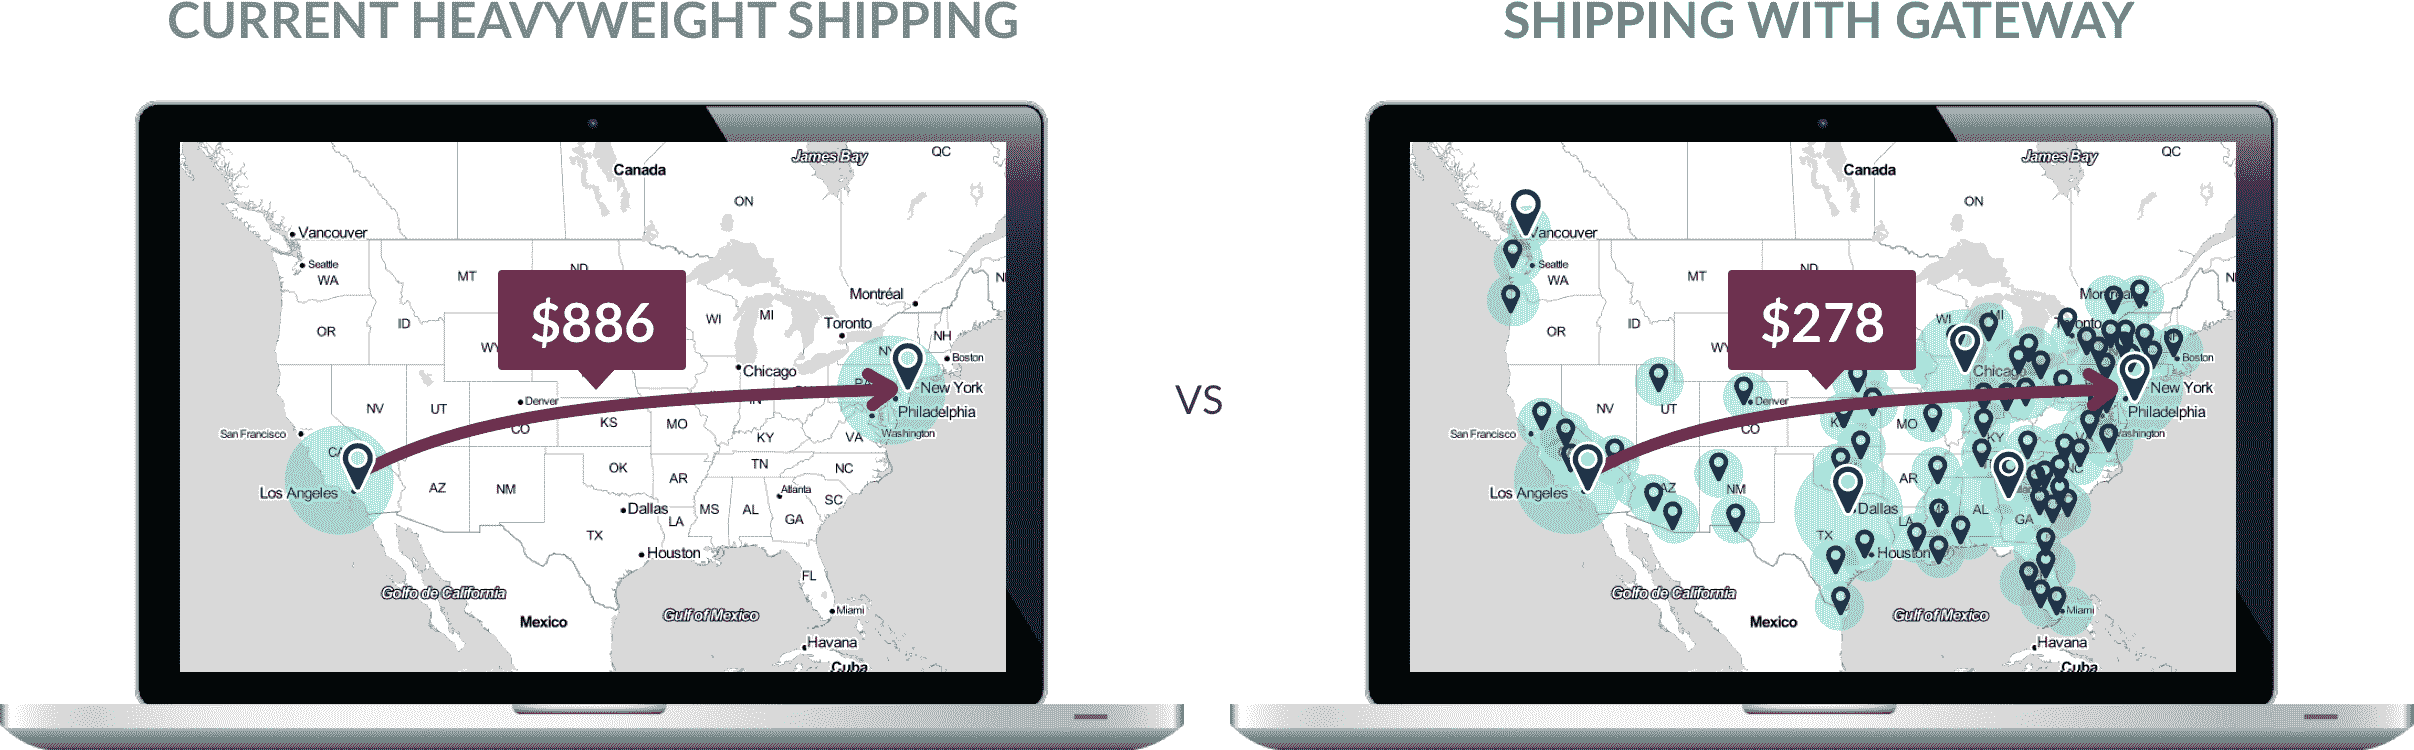 CURRENT HEAVYWEIGHT SHIPPING
James Bay
QC
Canada
ON
Vancouver
Seattle
WA
MT
ND
$886
Montréal
Toronto
OR
ID
WI
MI
NH
WY
NY
Boston
Chicago
New York
Philadelphia
Denver
NV
UT
CO
KS
MO
KY
VA
Washington
San Francisco
CA
Los Angeles
AZ
NM
OK
AR
TN
NC
Atlanta
SC
Dallas
LA
MS
AL
GA
TX
Houston
FL
Golfo de California
Mexico
Gulf of Mexico
Miami
Havana
Cuba
VS
SHIPPING WITH GATEWAY
James Bay
QC
Canada
ON
Vancouver
Seattle
WA
MT
ND
$278
OR
ID
WI
MI
WY
Boston
Chicago
New York
Philadelphia
Denver
NV
UT
CO
MO
KY
Washington
San Francisco
Los Angeles
AZ
NM
AR
NC
Dallas
LA
AL
GA
TX
Houston
Golfo de California
Mexico
Gulf of Mexico
Miami
Havana
Cuba